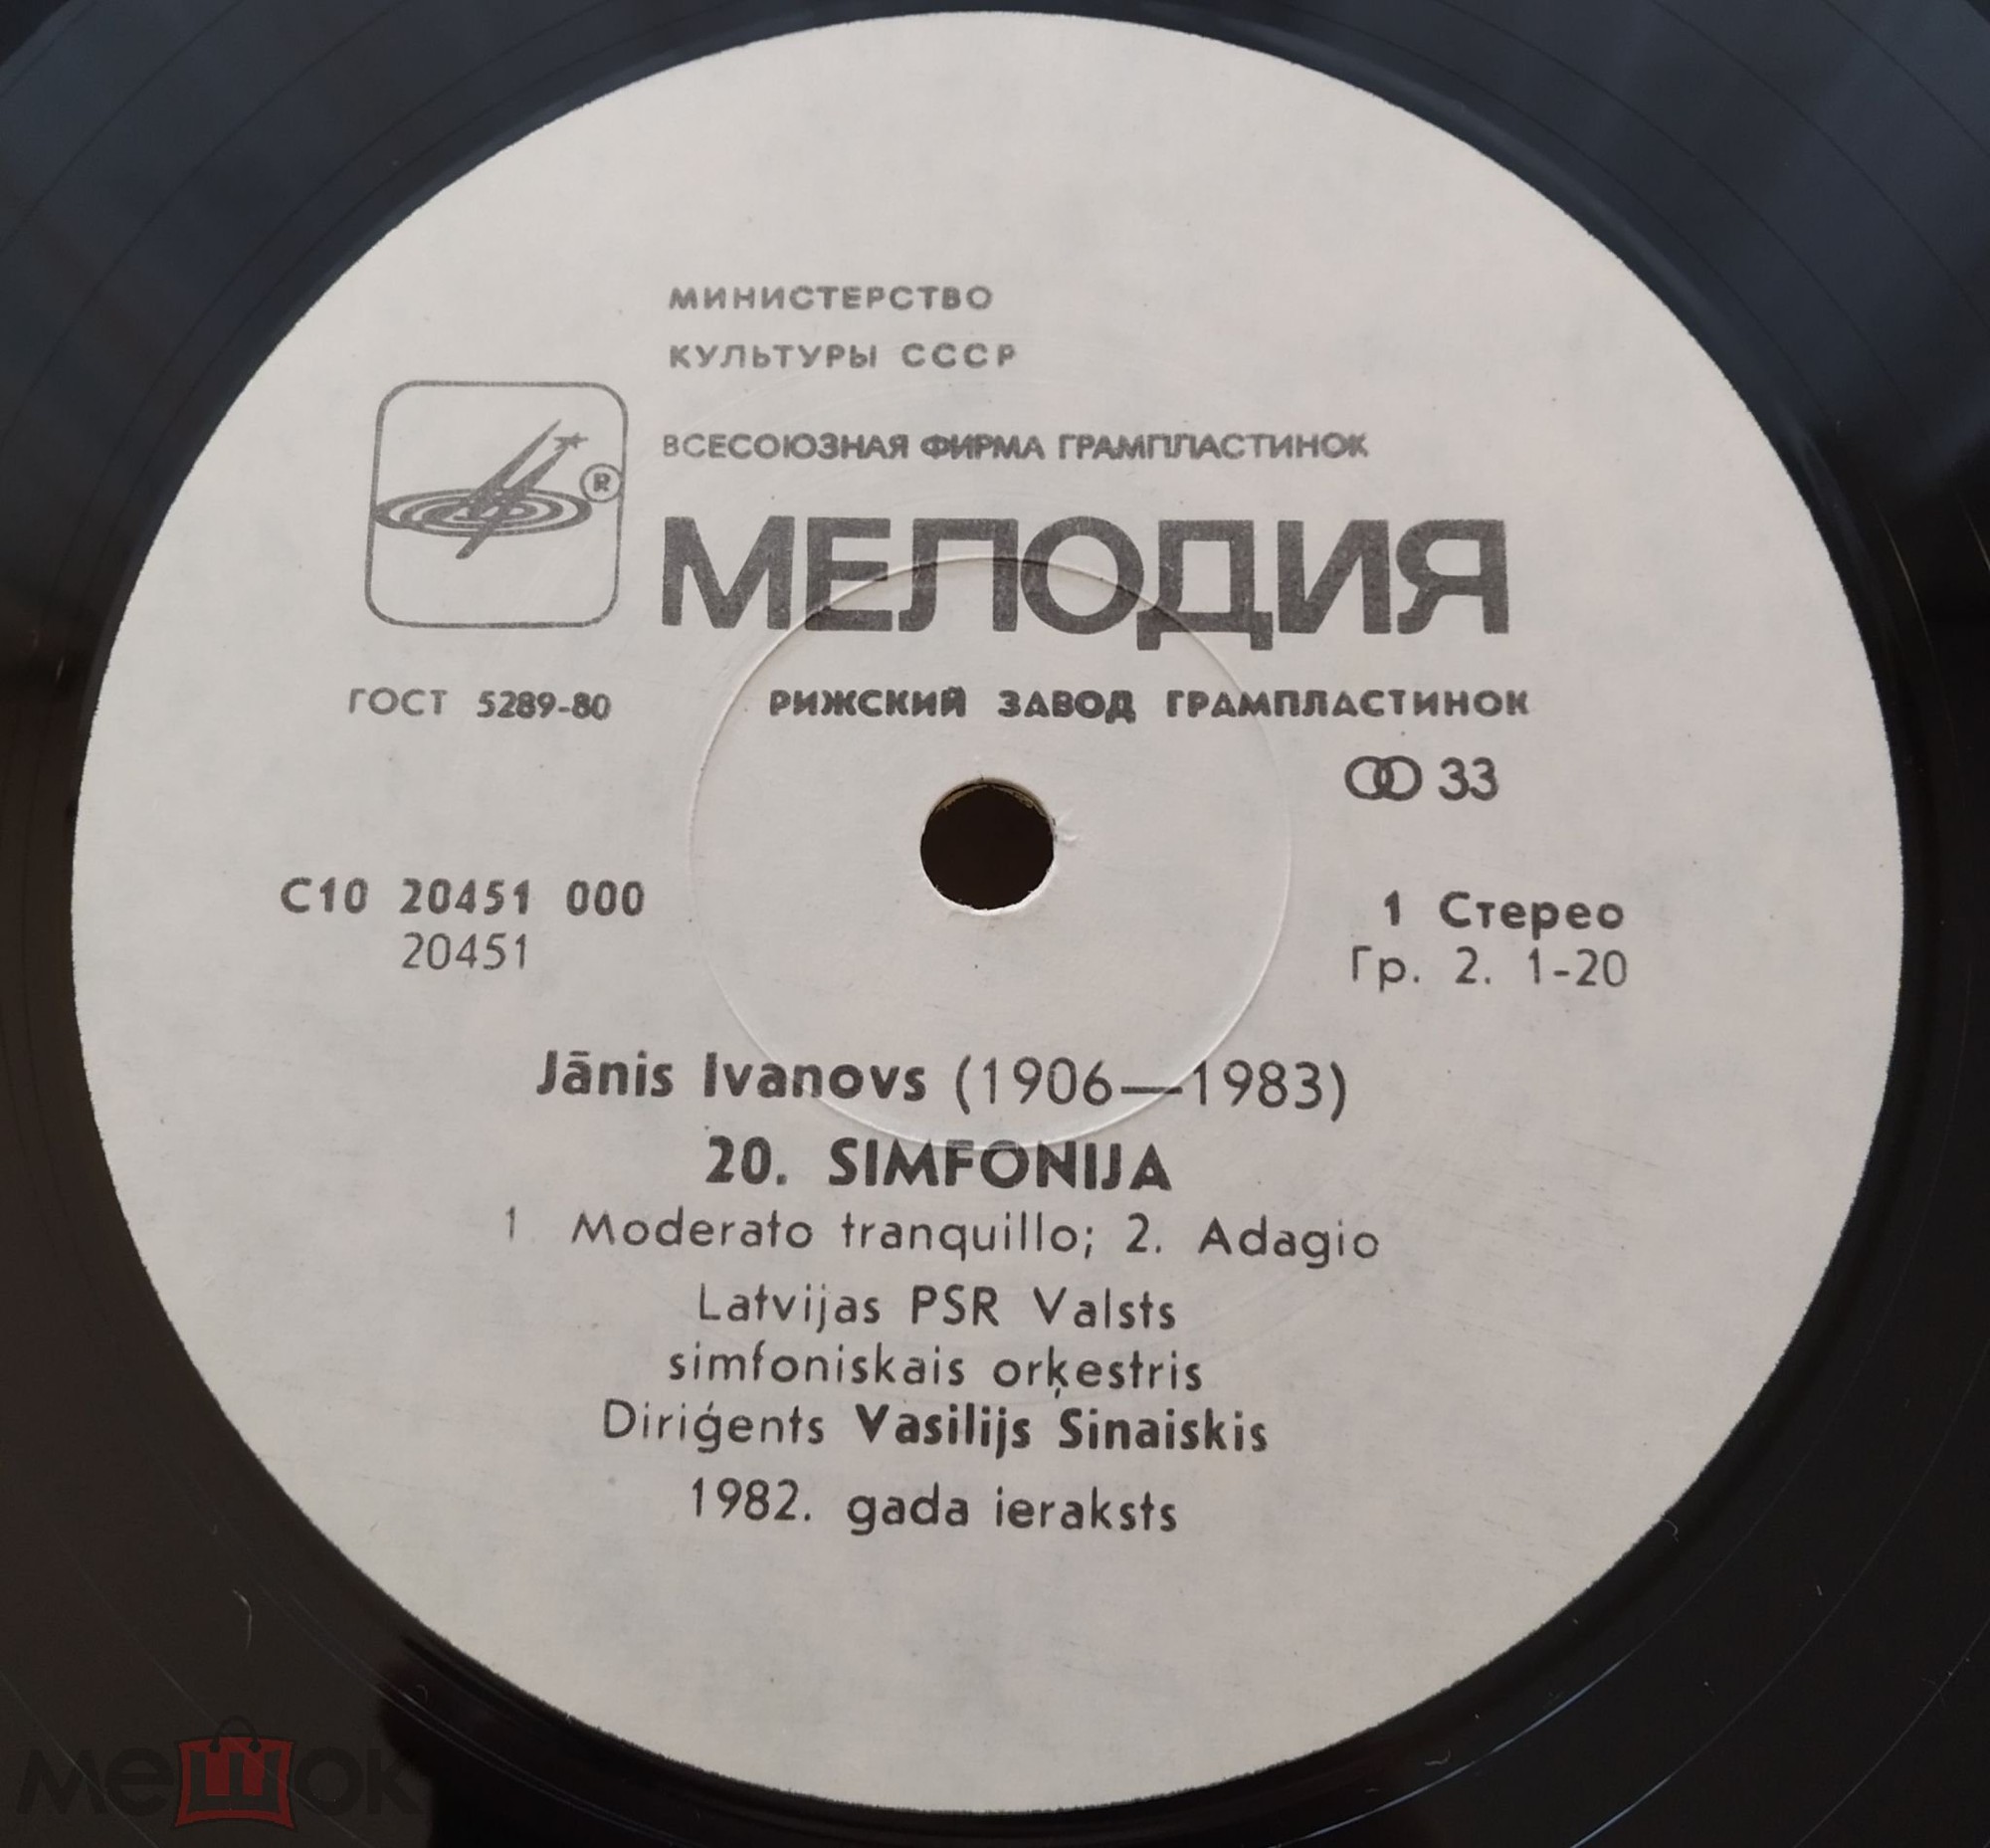 МИНИСТЕРСТВО
КУЛЬТУРЫ СССР
ВСЕСОЮЗНАЯ ФИРМА ГРАМПЛАСТИНОК
®
МЕЛОДИЯ
ГОСТ 5289-80 РИЖСКИЙ ЗАВОД ГРАМПЛАСТИНОК
33
С10 20451 000 1 Стерео
20451 Гр. 2. 1-20
Jānis Ivanovs (1906—1983)
20. SIMFONIJA
1. Moderato tranquillo; 2. Adagio
Latvijas PSR Valsts
simfoniskais orķestris
Diriģents Vasilijs Sinaiskis
1982. gada ieraksts
мешок